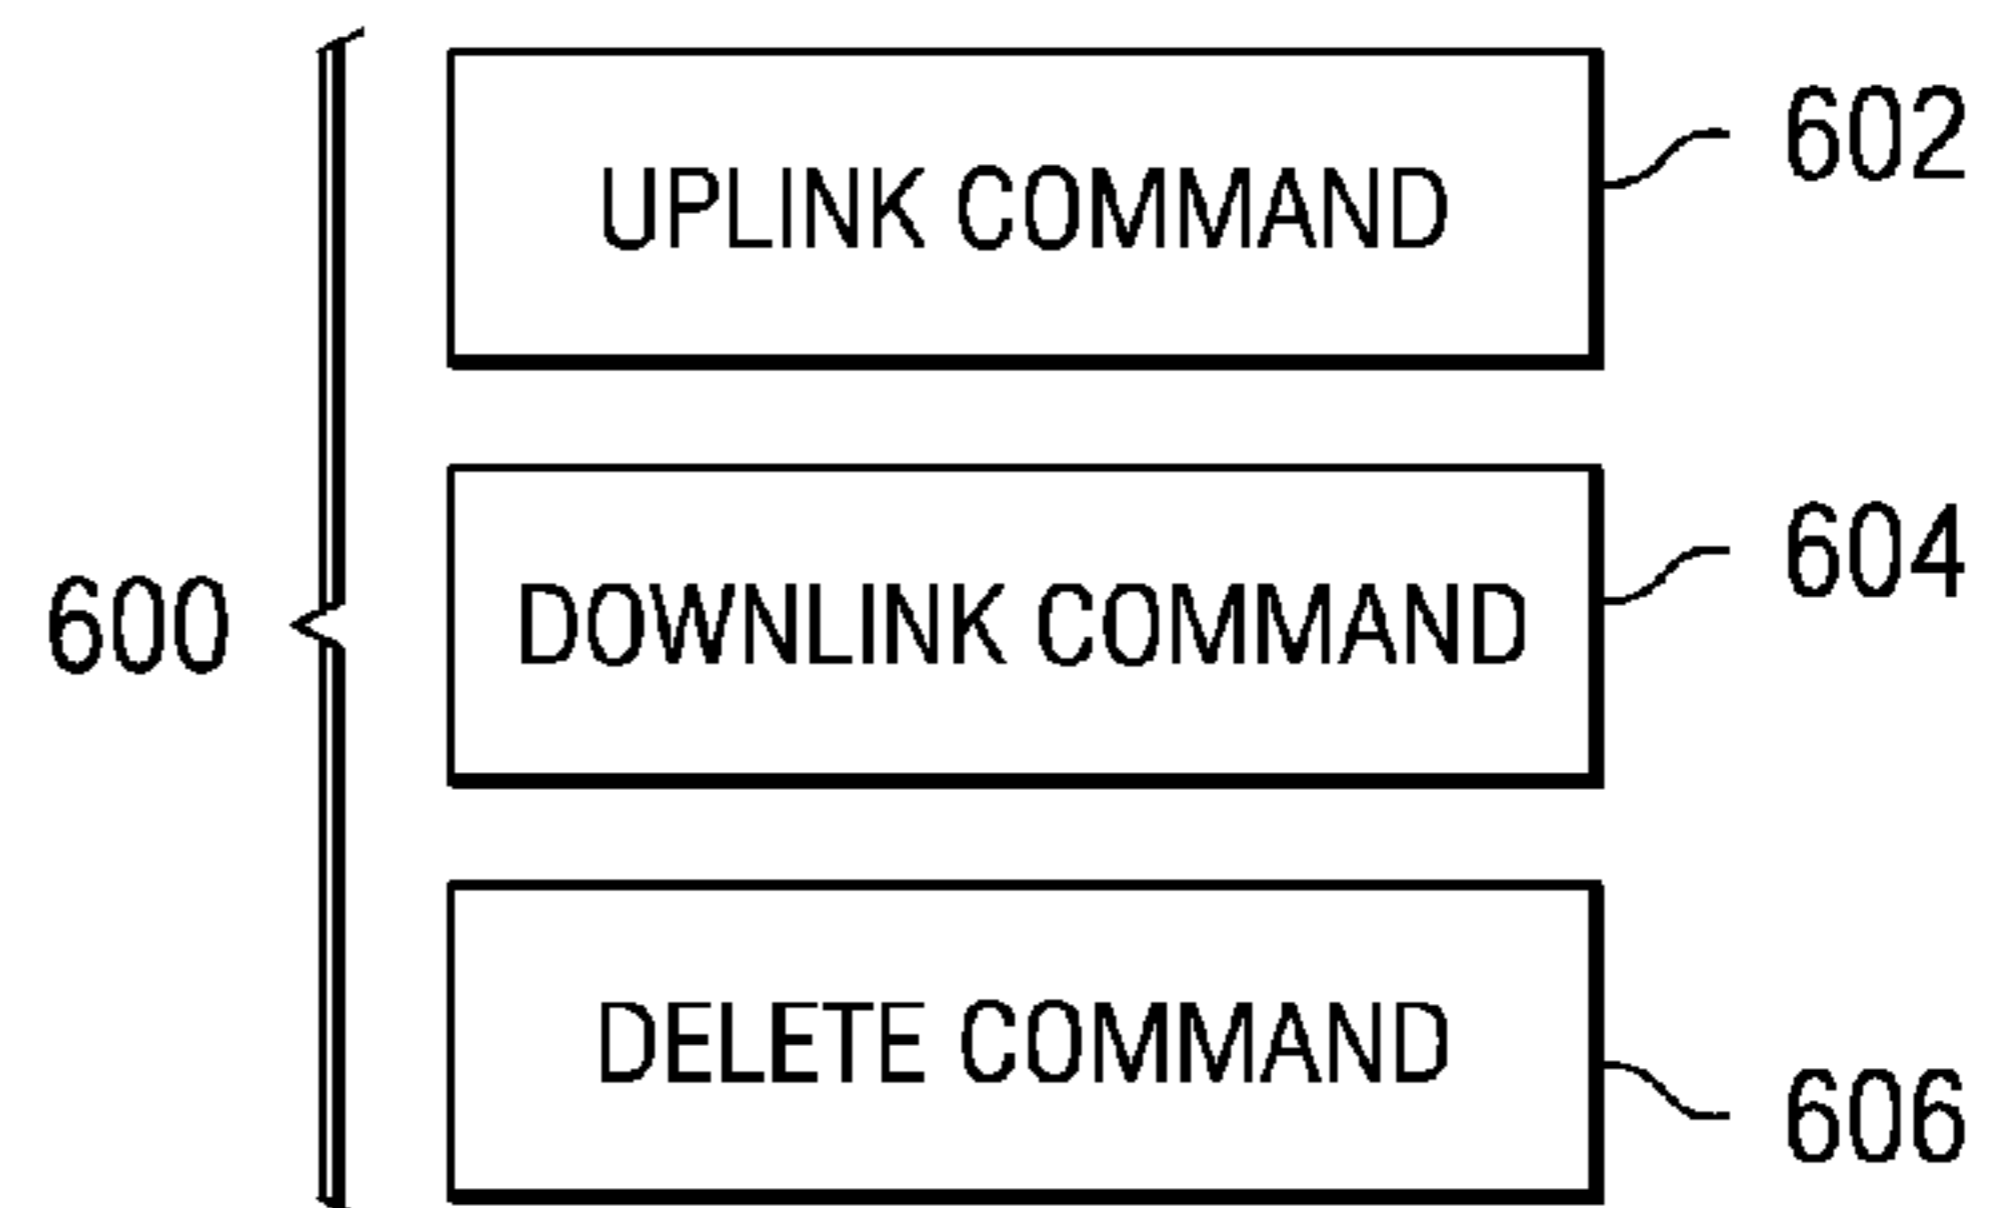 UPLINK COMMAND
602
600
DOWNLINK COMMAND
604
DELETE COMMAND
606